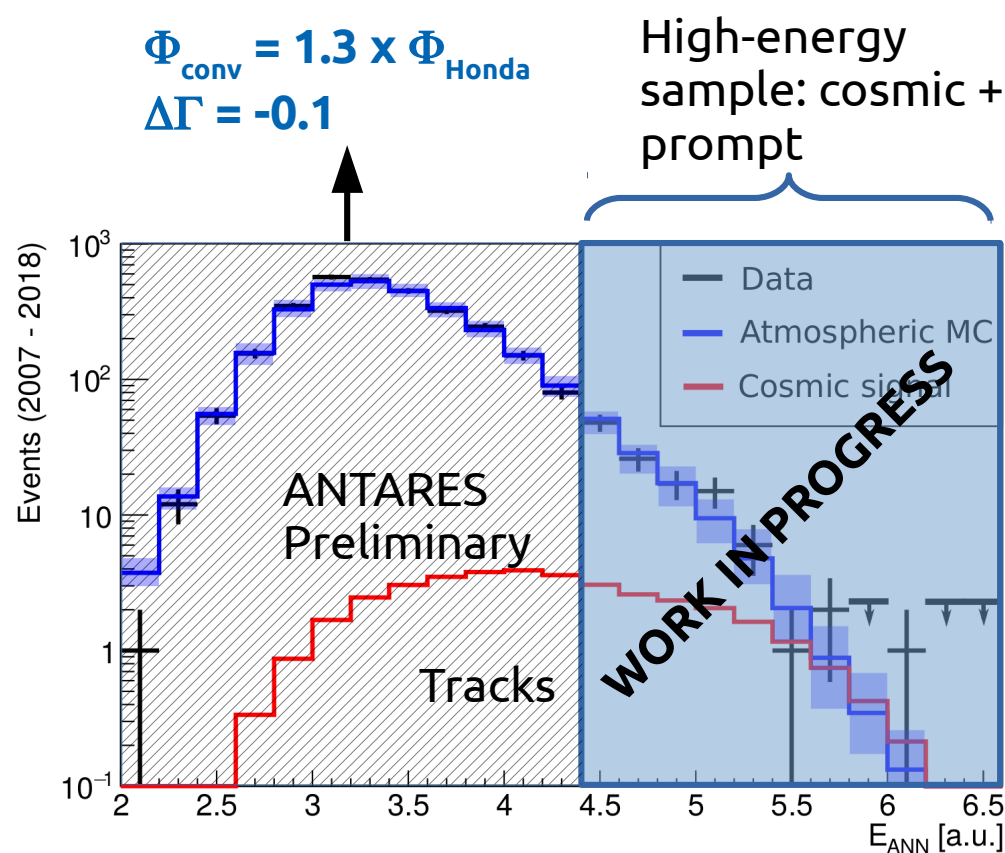 Φconv = 1.3 x ΦHonda
ΔΓ = -0.1
High-energy
sample: cosmic +
prompt
Events (2007 - 2018)
10³
10²
10
1
10⁻¹
Data
Atmospheric MC
Cosmic signal
ANTARES
Preliminary
WORK IN PROGRESS
Tracks
2 2.5 3 3.5 4 4.5 5 5.5 6 6.5
EANN [a.u.]